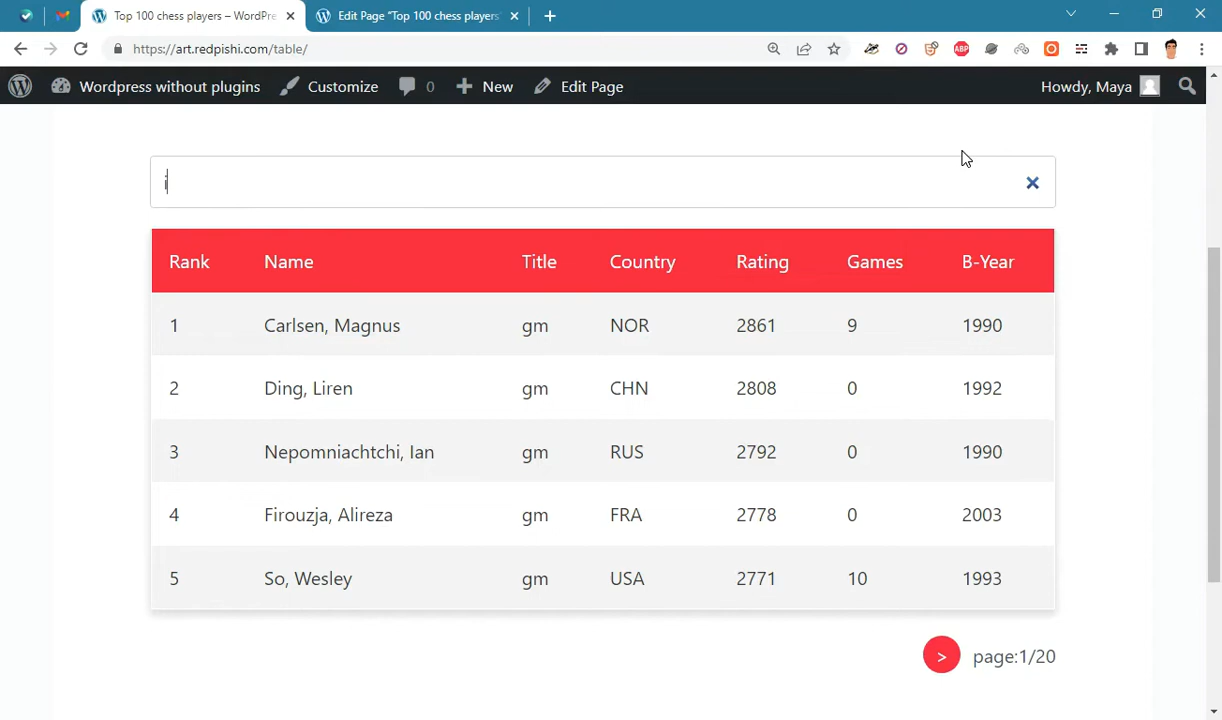 Top 100 chess players – WordPre
Edit Page "Top 100 chess players"
https://art.redpishi.com/table/
ABP
Wordpress without plugins
Customize
0
New
Edit Page
Howdy, Maya
i
Rank Name Title Country Rating Games B-Year
1 Carlsen, Magnus gm NOR 2861 9 1990
2 Ding, Liren gm CHN 2808 0 1992
3 Nepomniachtchi, Ian gm RUS 2792 0 1990
4 Firouzja, Alireza gm FRA 2778 0 2003
5 So, Wesley gm USA 2771 10 1993
> page:1/20